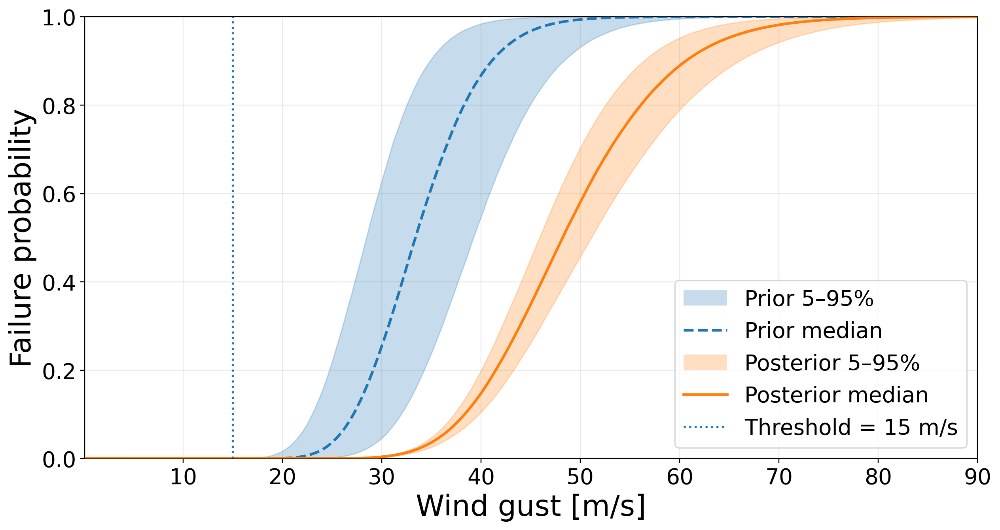 1.0
0.8
0.6
0.4
0.2
0.0
Failure probability
10 20 30 40 50 60 70 80 90
Wind gust [m/s]
Prior 5–95%
Prior median
Posterior 5–95%
Posterior median
Threshold = 15 m/s